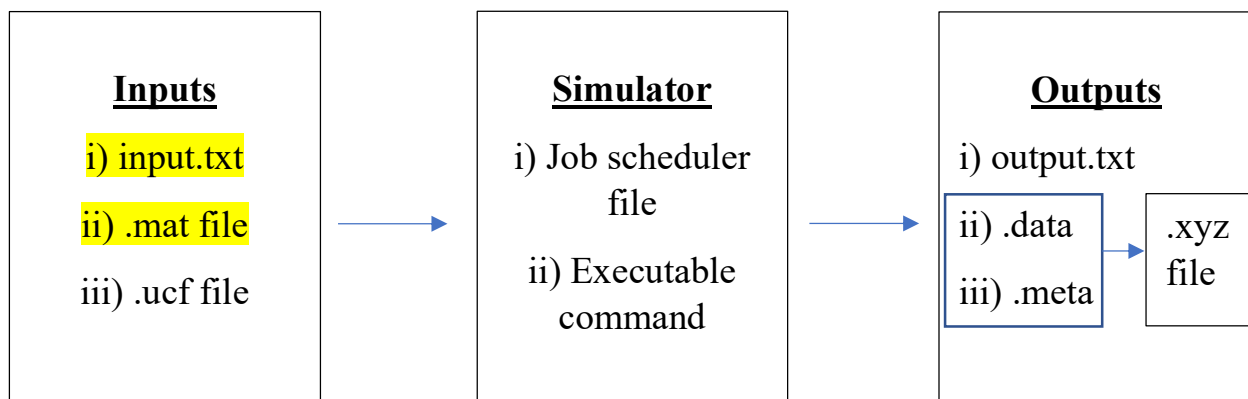 Inputs
i) input.txt
ii) .mat file
iii) .ucf file
Simulator
i) Job scheduler
file
ii) Executable
command
Outputs
i) output.txt
ii) .data
iii) .meta
.xyz
file